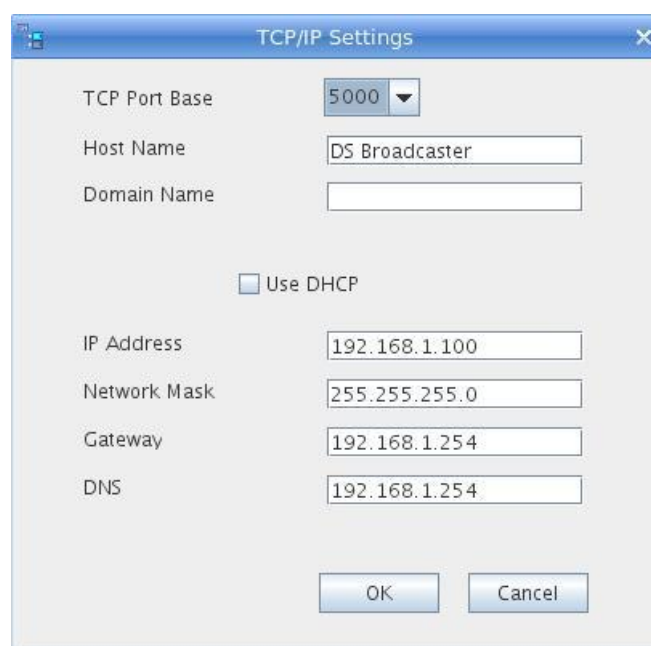 TCP/IP Settings
TCP Port Base 5000
Host Name DS Broadcaster
Domain Name
Use DHCP
IP Address 192.168.1.100
Network Mask 255.255.255.0
Gateway 192.168.1.254
DNS 192.168.1.254
OK Cancel